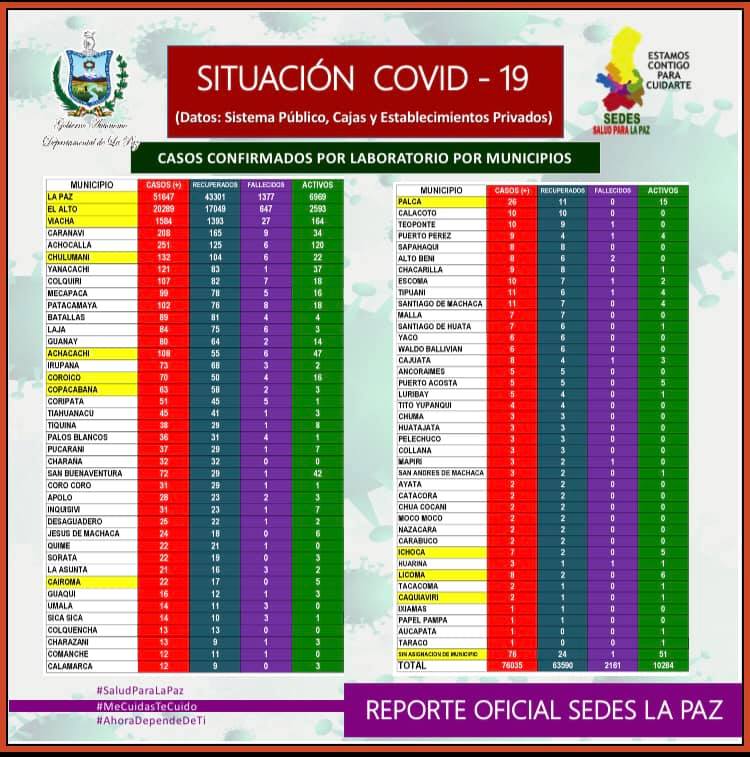 Gobierno Autónomo
Departamental de La Paz
SITUACIÓN COVID - 19
(Datos: Sistema Público, Cajas y Establecimientos Privados)
ESTAMOS
CONTIGO
PARA
CUIDARTE
SEDES
SALUD PARA LA PAZ
CASOS CONFIRMADOS POR LABORATORIO POR MUNICIPIOS
MUNICIPIO CASOS (+) RECUPERADOS FALLECIDOS ACTIVOS
LA PAZ 51647 43301 1377 6969
EL ALTO 20289 17049 647 2593
VIACHA 1584 1393 27 164
CARANAVI 208 165 9 34
ACHOCALLA 251 125 6 120
CHULUMANI 132 104 6 22
YANACACHI 121 83 1 37
COLQUIRI 107 82 7 18
MECAPACA 99 78 5 16
PATACAMAYA 102 76 8 18
BATALLAS 89 81 4 4
LAJA 84 75 6 3
GUANAY 80 64 2 14
ACHACACHI 108 55 6 47
IRUPANA 73 68 3 2
COROICO 70 50 4 16
COPACABANA 63 58 2 3
CORIPATA 51 45 5 1
TIAHUANACU 45 41 1 3
TIQUINA 38 29 1 8
PALOS BLANCOS 36 31 4 1
PUCARANI 37 29 1 7
CHARAÑA 32 32 0 0
SAN BUENAVENTURA 72 29 1 42
CORO CORO 31 29 1 1
APOLO 28 23 2 3
INQUISIVI 31 23 1 7
DESAGUADERO 25 22 1 2
JESUS DE MACHACA 24 18 0 6
QUIME 22 21 1 0
SORATA 22 19 0 3
LA ASUNTA 21 16 3 2
CAIROMA 22 17 0 5
GUAQUI 16 12 1 3
UMALA 14 11 3 0
SICA SICA 14 10 3 1
COLQUENCHA 13 13 0 0
CHARAZANI 13 9 1 3
COMANCHE 12 11 1 0
CALAMARCA 12 9 0 3
MUNICIPIO CASOS (+) RECUPERADOS FALLECIDOS ACTIVOS
PALCA 26 11 0 15
CALACOTO 10 10 0 0
TEOPONTE 10 9 1 0
PUERTO PEREZ 9 4 1 4
SAPAHAQUI 8 8 0 0
ALTO BENI 8 6 2 0
CHACARILLA 9 8 0 1
ESCOMA 10 7 1 2
TIPUANI 11 6 1 4
SANTIAGO DE MACHACA 11 7 0 4
MALLA 7 7 0 0
SANTIAGO DE HUATA 7 6 0 1
YACO 6 6 0 0
WALDO BALLIVIAN 6 6 0 0
CAJUATA 8 4 1 3
ANCORAIMES 5 5 0 0
PUERTO ACOSTA 5 5 0 5
LURIBAY 5 4 0 1
TITO YUPANQUI 4 4 0 0
CHUMA 3 3 0 0
HUATAJATA 3 3 0 0
PELECHUCO 3 3 0 0
COLLANA 3 3 0 0
MAPIRI 3 2 1 0
SAN ANDRES DE MACHACA 3 2 0 1
AYATA 2 2 0 0
CATACORA 2 2 0 0
CHUA COCANI 2 2 0 0
MOCO MOCO 2 2 0 0
NAZACARA 2 2 0 0
CARABUCO 2 2 0 0
ICHOCA 7 2 0 5
HUARINA 3 1 1 1
LICOMA 8 2 0 6
TACACOMA 2 1 0 1
CAQUIAVIRI 2 1 0 1
IXIAMAS 1 1 0 0
PAPEL PAMPA 1 1 0 0
AUCAPATA 1 0 0 1
TARACO 1 0 0 1
SIN ASIGNACION DE MUNICIPIO 76 24 1 51
TOTAL 76035 63590 2161 10284
#SaludParaLaPaz
#MeCuidasTeCuido
#AhoraDependeDeTi
REPORTE OFICIAL SEDES LA PAZ